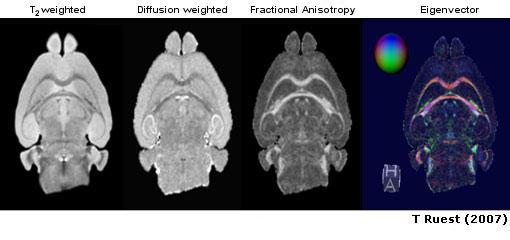 T2 weighted
Diffusion weighted
Fractional Anisotropy
Eigenvector
H
A
T Ruest (2007)